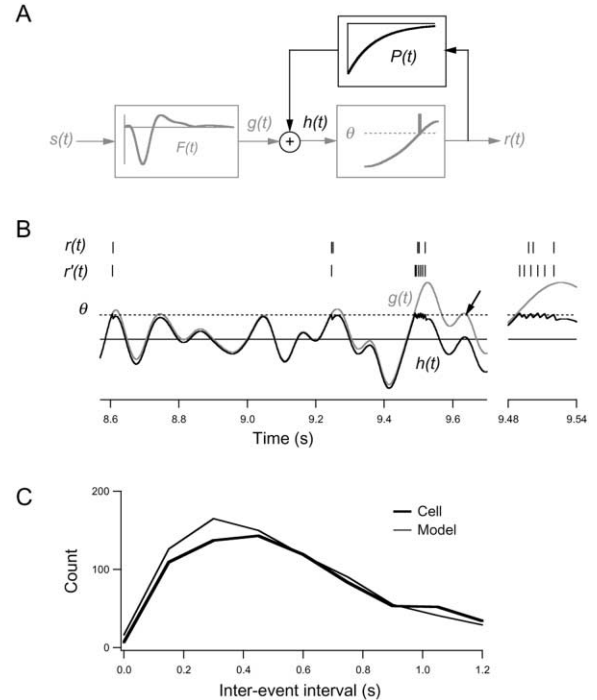 A
P(t)
s(t)
F(t)
g(t)
+
h(t)
θ
r(t)
B
r(t)
r'(t)
θ
g(t)
h(t)
8.6 8.8 9.0 9.2 9.4 9.6 9.48 9.54
Time (s)
C
200
100
0
Count
Cell
Model
0.0 0.2 0.4 0.6 0.8 1.0 1.2
Inter-event interval (s)